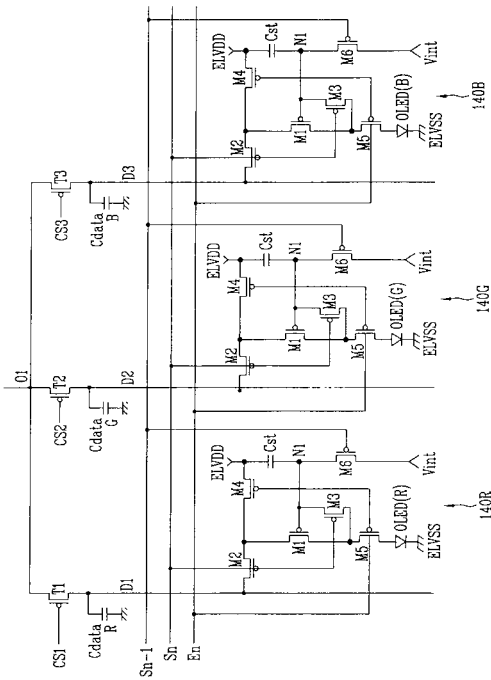 O1
CS1
T1
CS2
T2
CS3
T3
Cdata
R
D1
Cdata
G
D2
Cdata
B
D3
Sn-1
Sn
En
M2
M4
ELVDD
Cst
N1
M1
M3
M6
M5
OLED(R)
ELVSS
Vint
140R
M2
M4
ELVDD
Cst
N1
M1
M3
M6
M5
OLED(G)
ELVSS
Vint
140G
M2
M4
ELVDD
Cst
N1
M1
M3
M6
M5
OLED(B)
ELVSS
Vint
140B